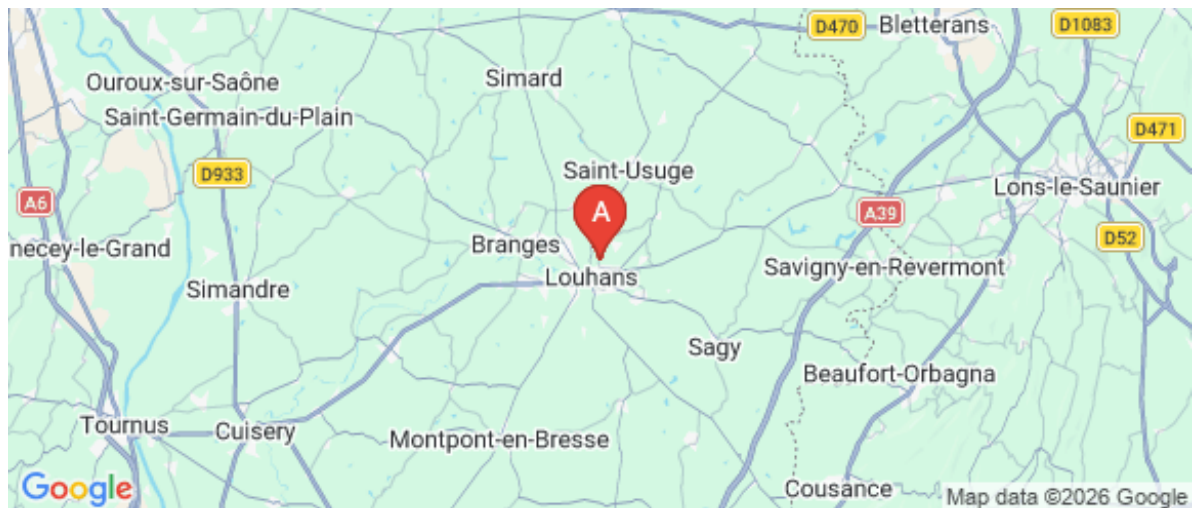 D470
Bletterans
D1083
Simard
Ouroux-sur-Saône
Saint-Germain-du-Plain
D471
D933
Saint-Usuge
Lons-le-Saunier
A6
A
A39
D52
necey-le-Grand
Branges
Louhans
Savigny-en-Revermont
Simandre
Sagy
Beaufort-Orbagna
Tournus
Cuisery
Montpont-en-Bresse
Google
Cousance
Map data ©2026 Google